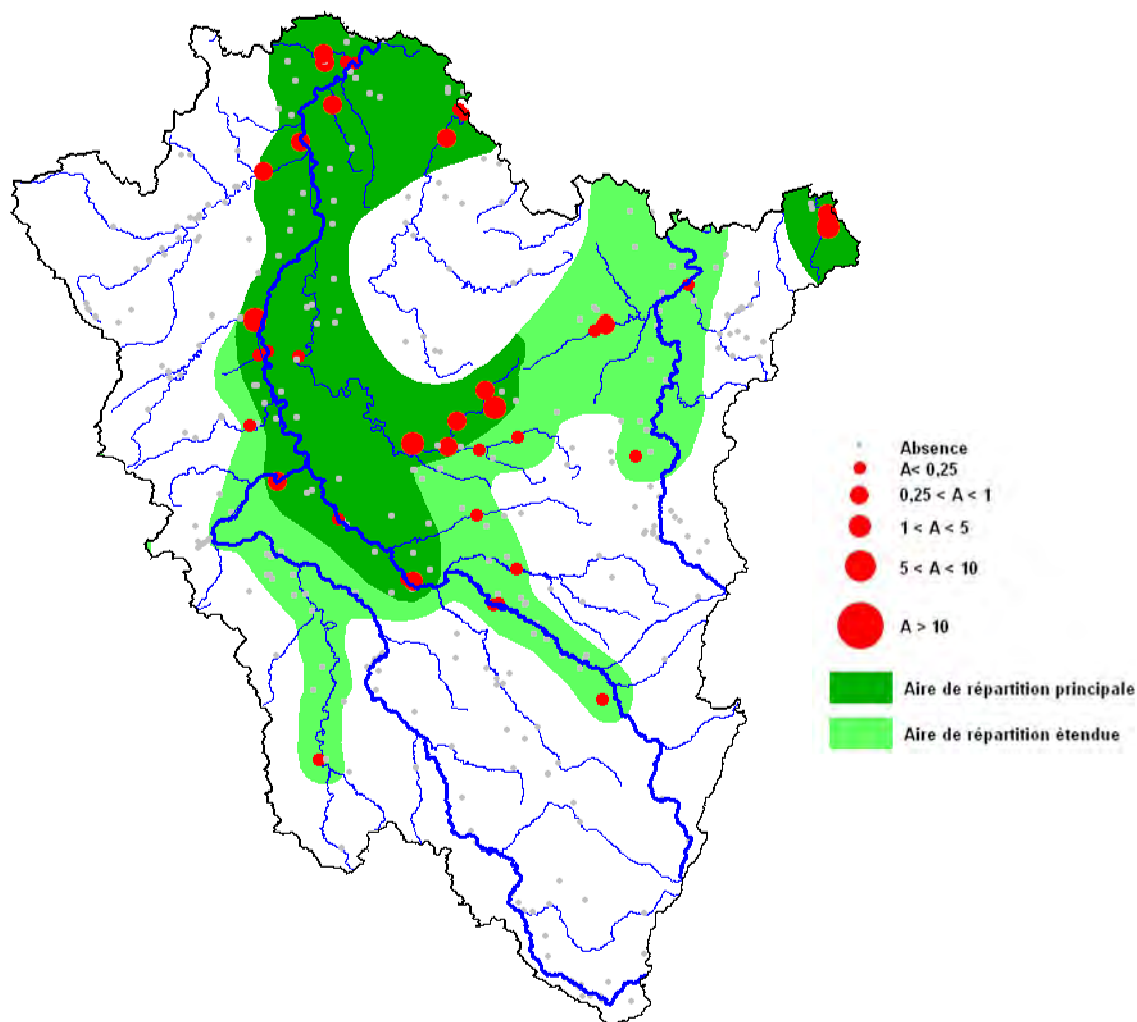 Absence
A< 0,25
0,25 < A < 1
1 < A < 5
5 < A < 10
A > 10
Aire de répartition principale
Aire de répartition étendue